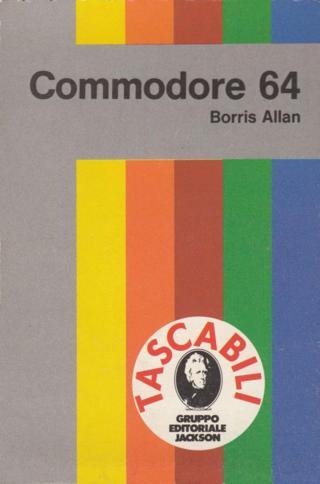 Commodore 64
Borris Allan
TASCABILI
GRUPPO
EDITORIALE
JACKSON